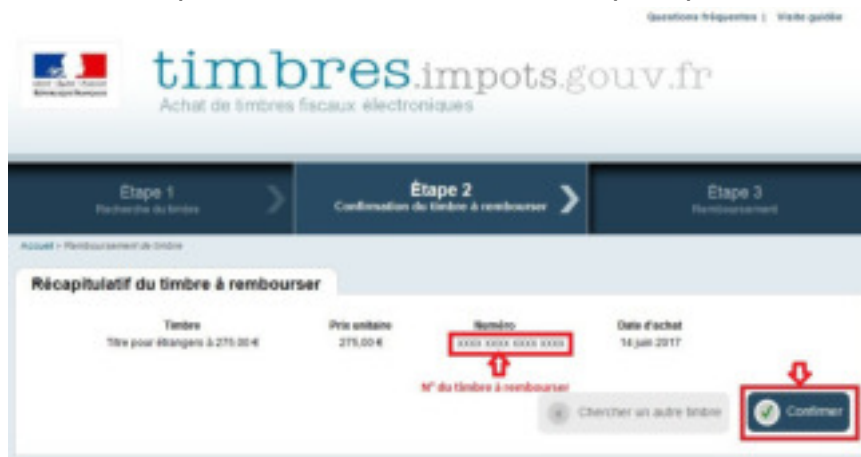 Questions fréquentes | Visite guidée
timbres.impots.gouv.fr
Achat de timbres fiscaux électroniques
Étape 1
Recherche du timbre
Étape 2
Confirmation du timbre à rembourser
Étape 3
Remboursement
Accueil > Remboursement de timbre
Récapitulatif du timbre à rembourser
Timbre Prix unitaire Numéro Date d'achat
Titre pour étrangers à 275.00 € 275,00 € xxxx xxxx xxxx xxxx 14 juin 2017
N° du timbre à rembourser
Chercher un autre timbre
Confirmer